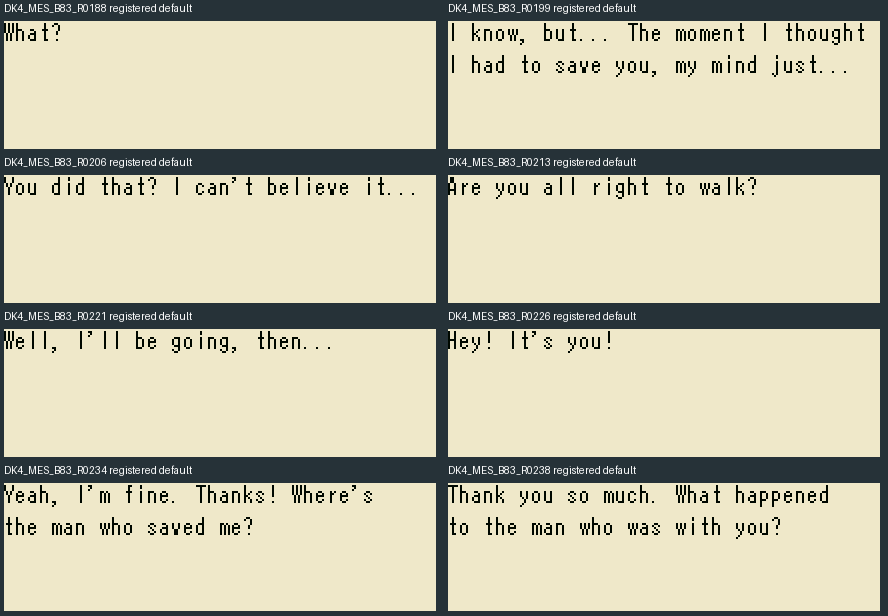 DK4_MES_B83_R0188 registered default
What?
DK4_MES_B83_R0199 registered default
I know, but... The moment I thought
I had to save you, my mind just...
DK4_MES_B83_R0206 registered default
You did that? I can't believe it...
DK4_MES_B83_R0213 registered default
Are you all right to walk?
DK4_MES_B83_R0221 registered default
Well, I'll be going, then...
DK4_MES_B83_R0226 registered default
Hey! It's you!
DK4_MES_B83_R0234 registered default
Yeah, I'm fine. Thanks! Where's
the man who saved me?
DK4_MES_B83_R0238 registered default
Thank you so much. What happened
to the man who was with you?